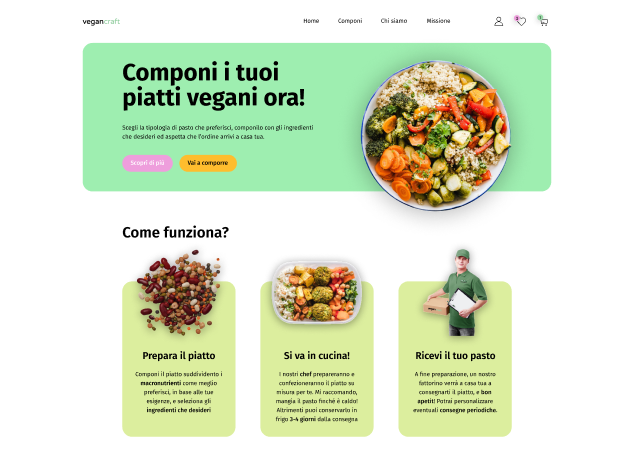 vegancraft
Home Componi Chi siamo Missione
2 1
Componi i tuoi
piatti vegani ora!
Scegli la tipologia di pasto che preferisci, componilo con gli ingredienti
che desideri ed aspetta che l'ordine arrivi a casa tua.
Scopri di più Vai a comporre
Come funziona?
Prepara il piatto
Componi il piatto suddividento i
macronutrienti come meglio
preferisci, in base alle tue
esigenze, e seleziona gli
ingredienti che desideri
Si va in cucina!
I nostri chef prepareranno e
confezioneranno il piatto su
misura per te. Mi raccomando,
mangia il pasto finché è caldo!
Altrimenti puoi conservarlo in
frigo 3-4 giorni dalla consegna
Ricevi il tuo pasto
A fine preparazione, un nostro
fattorino verrà a casa tua a
consegnarti il piatto, e bon
apetit! Potrai personalizzare
eventuali consegne periodiche.